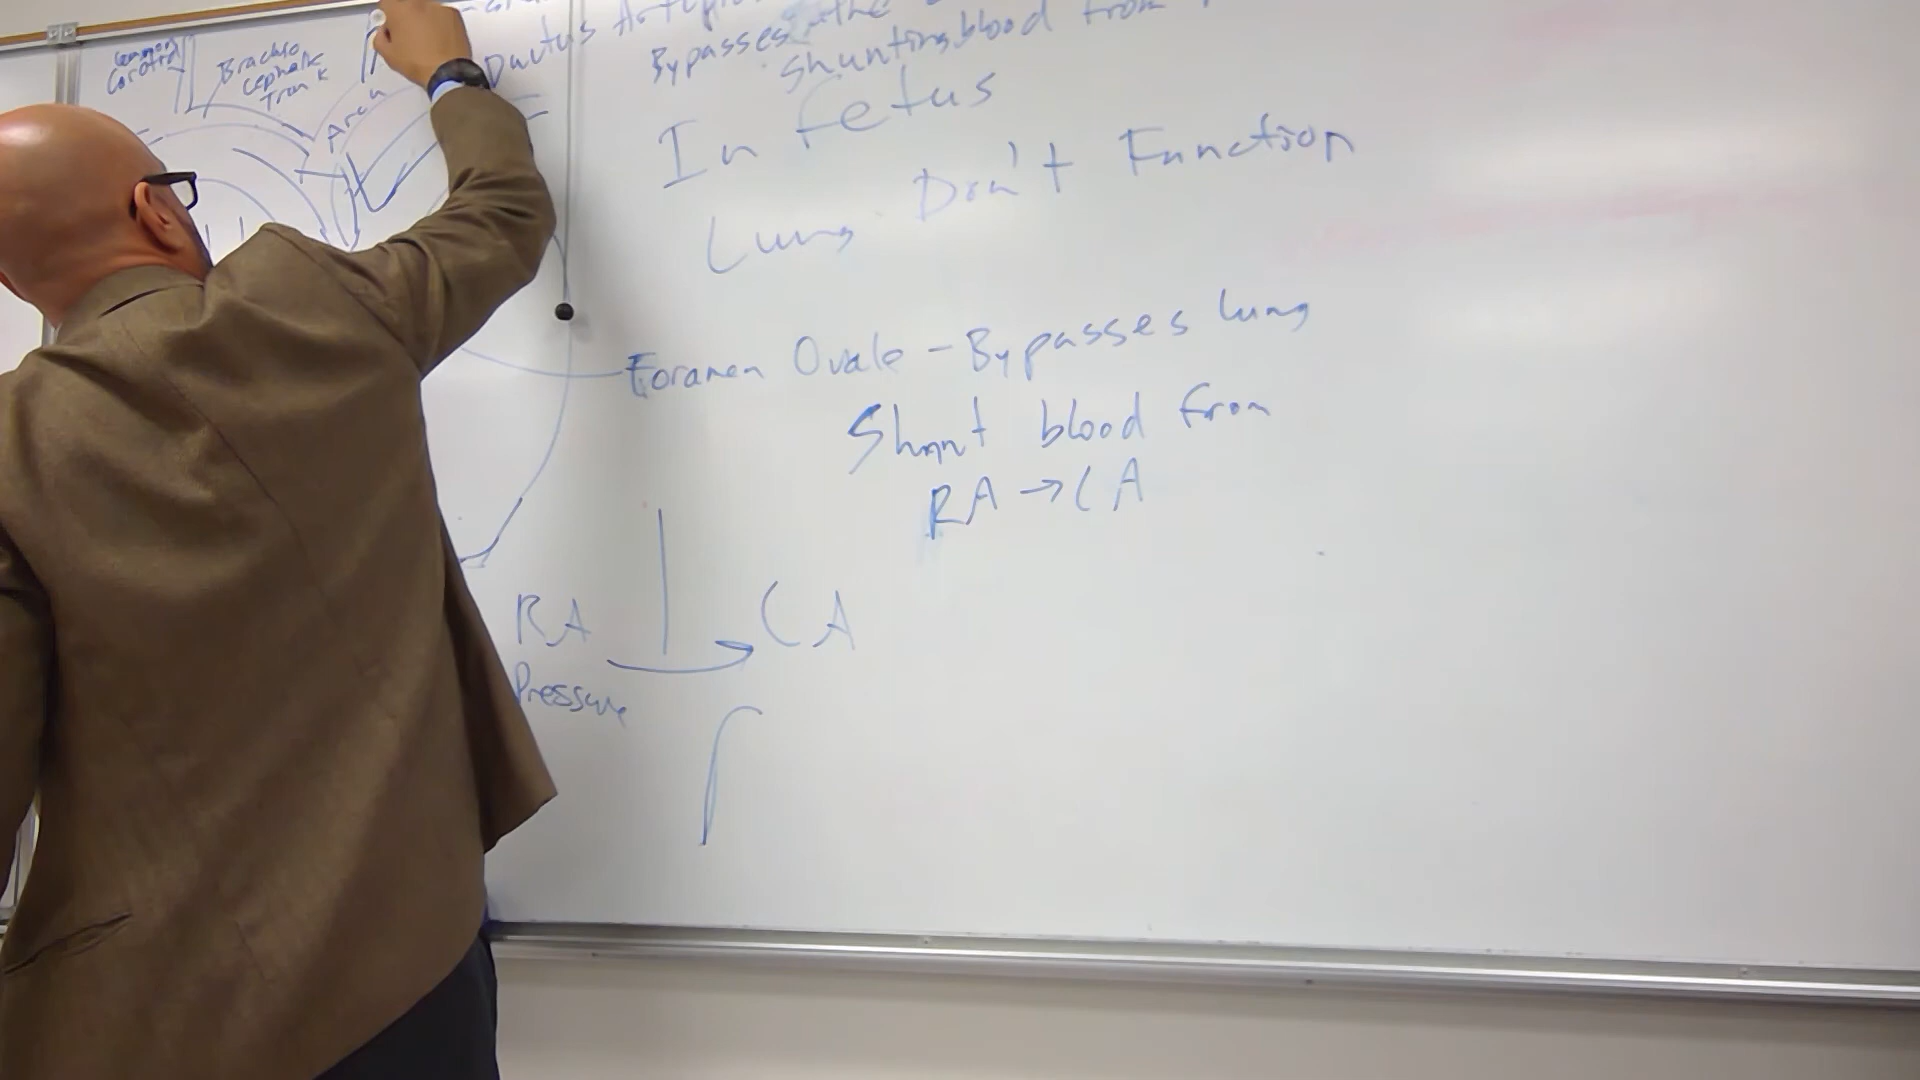 Common
Carotid
Brachio
Cephalic
Trunk
Arch
Ductus
Bypasses the
Shunting blood from
In fetus
Lung Don't Function
Foramen Ovale - Bypasses lung
Shunt blood from
RA → LA
RA LA
Pressure